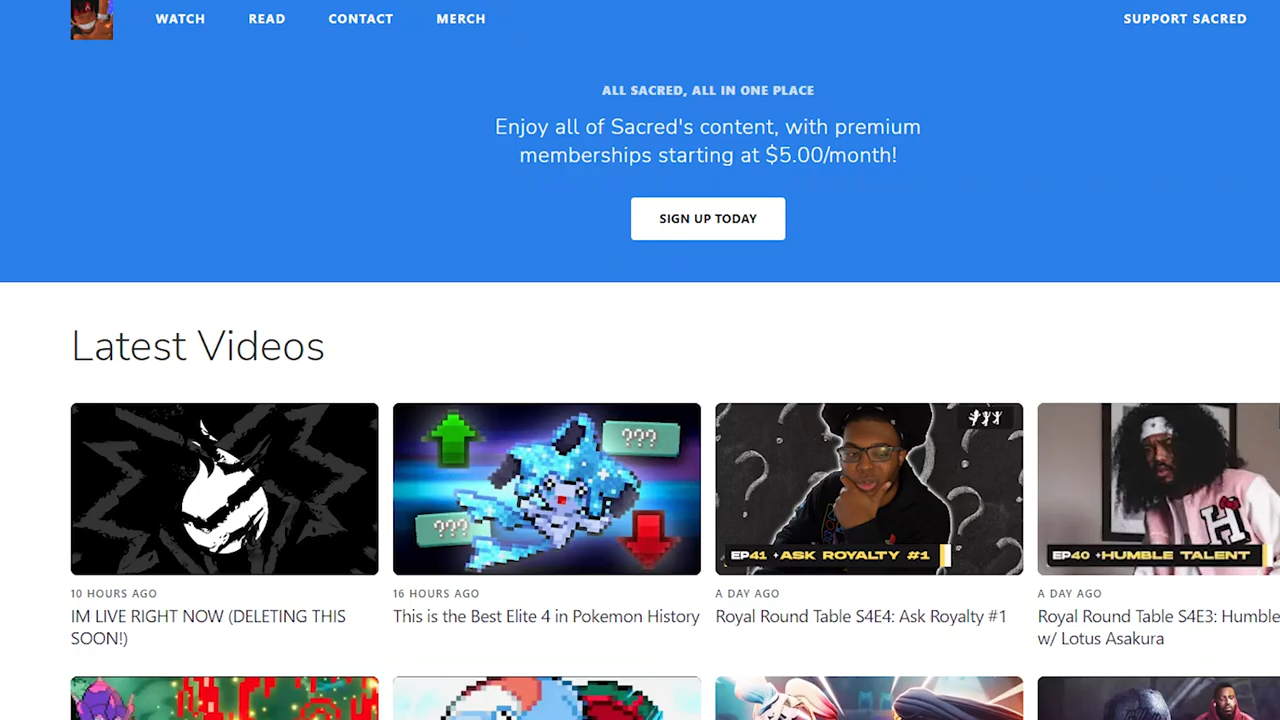 WATCH READ CONTACT MERCH SUPPORT SACRED
ALL SACRED, ALL IN ONE PLACE
Enjoy all of Sacred's content, with premium
memberships starting at $5.00/month!
SIGN UP TODAY
Latest Videos
???
???
H
EP41 + ASK ROYALTY #1
EP40 + HUMBLE TALENT
10 HOURS AGO
IM LIVE RIGHT NOW (DELETING THIS
SOON!)
16 HOURS AGO
This is the Best Elite 4 in Pokemon History
A DAY AGO
Royal Round Table S4E4: Ask Royalty #1
A DAY AGO
Royal Round Table S4E3: Humble
w/ Lotus Asakura